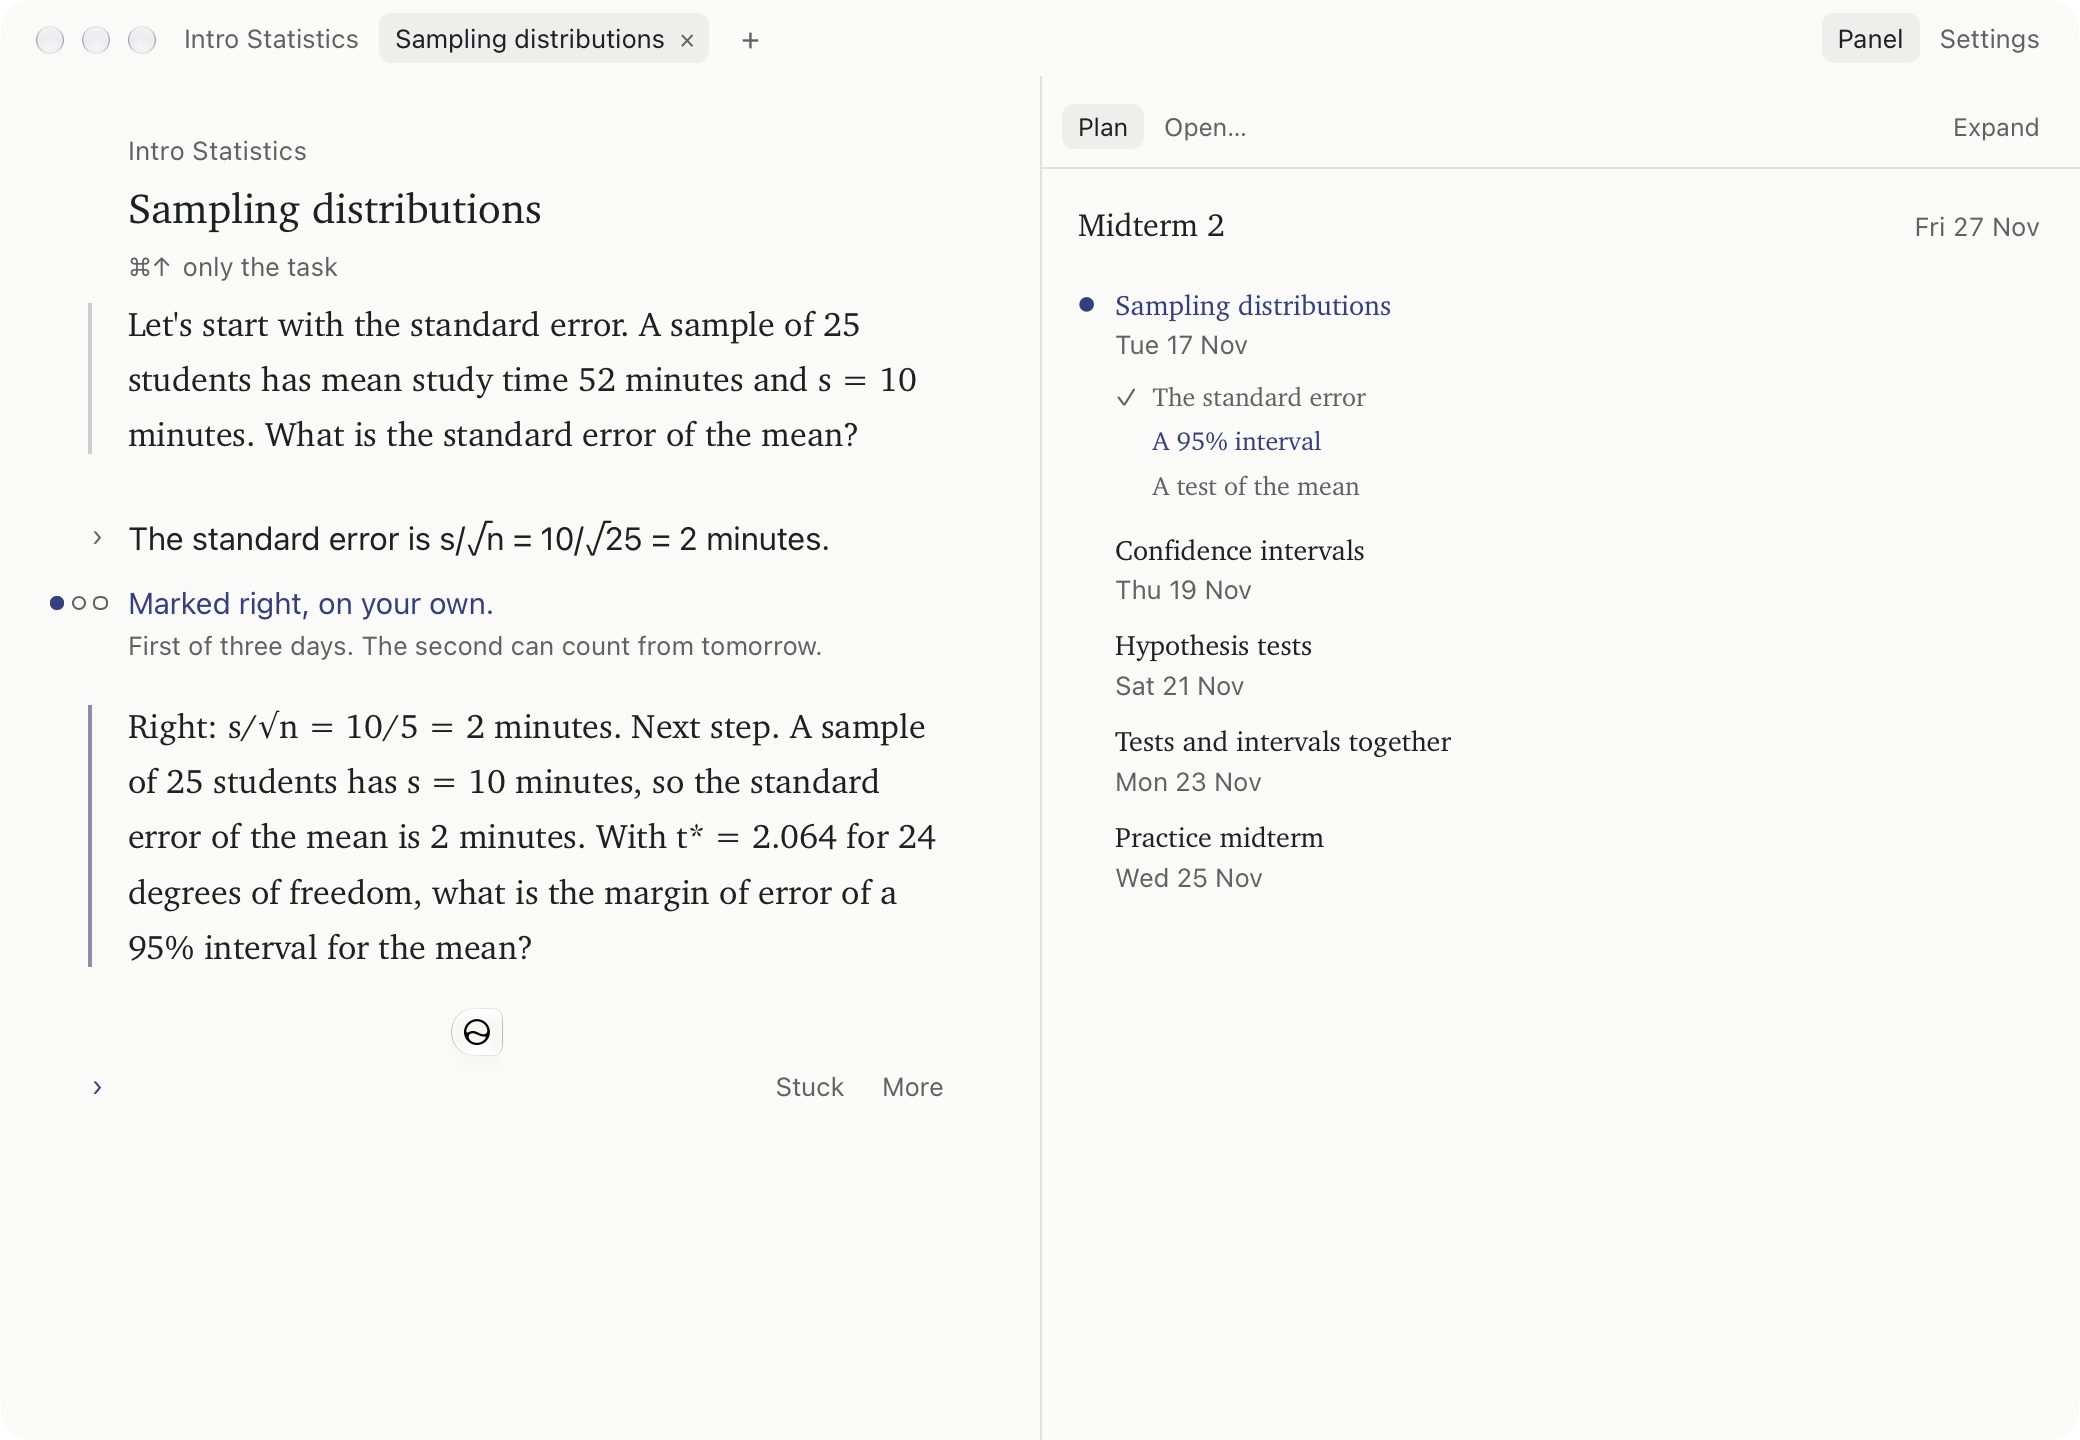 Intro Statistics
Sampling distributions ×
+
Panel
Settings
Intro Statistics
Sampling distributions
⌘↑ only the task
Let's start with the standard error. A sample of 25
students has mean study time 52 minutes and s = 10
minutes. What is the standard error of the mean?
› The standard error is s/√n = 10/√25 = 2 minutes.
Marked right, on your own.
First of three days. The second can count from tomorrow.
Right: s/√n = 10/5 = 2 minutes. Next step. A sample
of 25 students has s = 10 minutes, so the standard
error of the mean is 2 minutes. With t* = 2.064 for 24
degrees of freedom, what is the margin of error of a
95% interval for the mean?
›
Stuck
More
Plan
Open...
Expand
Midterm 2
Fri 27 Nov
Sampling distributions
Tue 17 Nov
✓ The standard error
A 95% interval
A test of the mean
Confidence intervals
Thu 19 Nov
Hypothesis tests
Sat 21 Nov
Tests and intervals together
Mon 23 Nov
Practice midterm
Wed 25 Nov